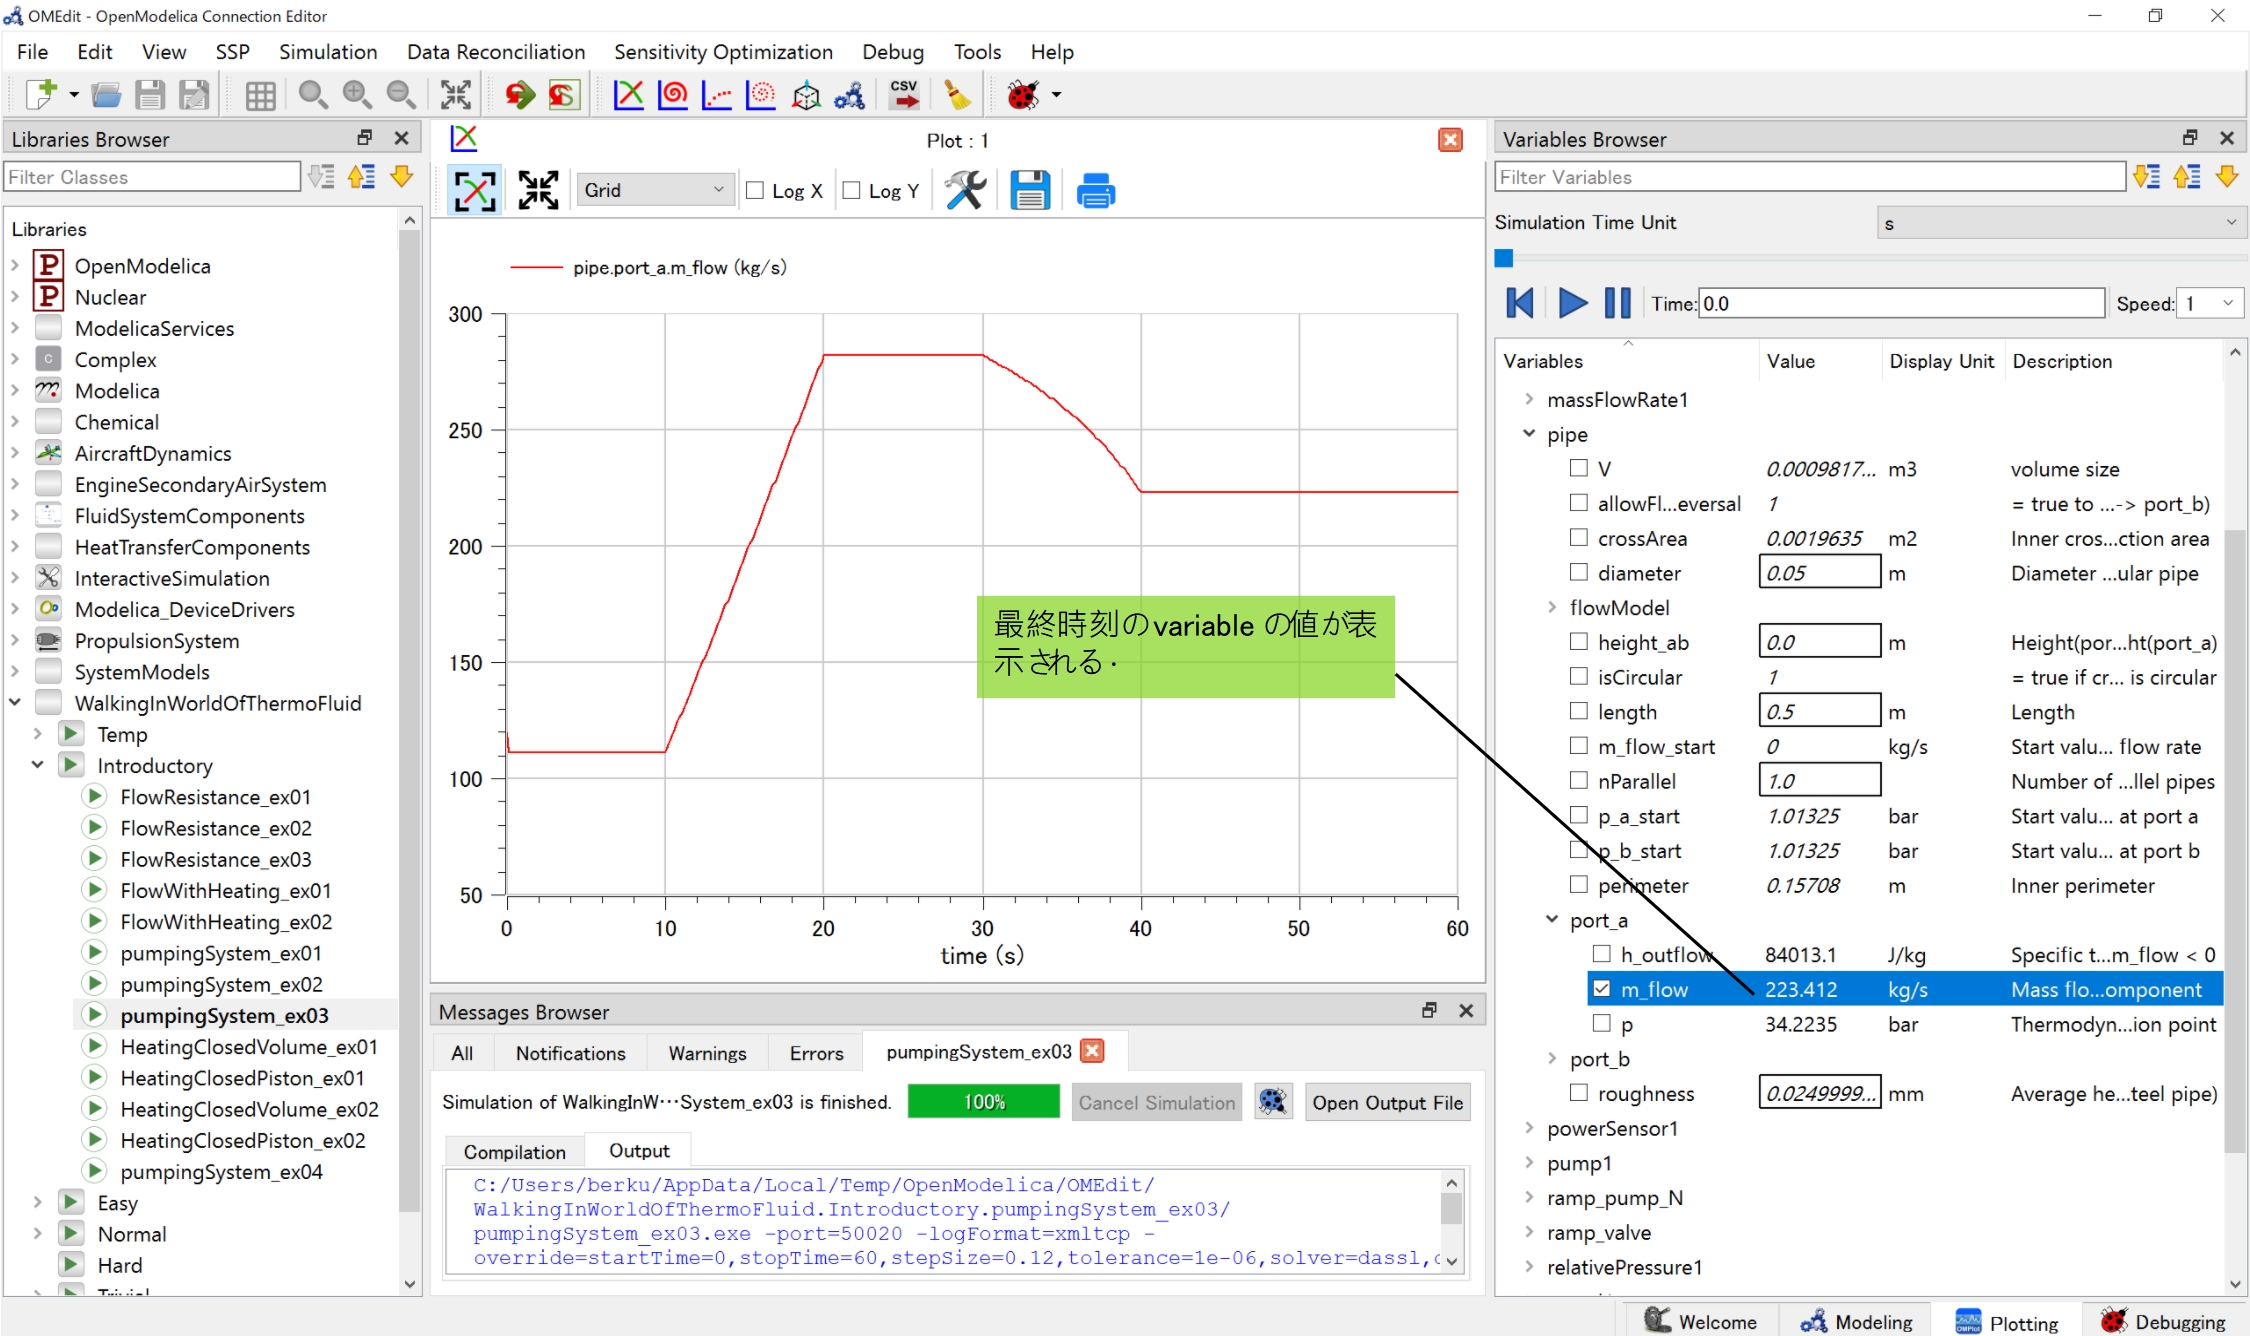 OMEdit - OpenModelica Connection Editor
File Edit View SSP Simulation Data Reconciliation Sensitivity Optimization Debug Tools Help
CSV
Libraries Browser
Filter Classes
Libraries
P OpenModelica
P Nuclear
ModelicaServices
C Complex
Modelica
Chemical
AircraftDynamics
EngineSecondaryAirSystem
FluidSystemComponents
HeatTransferComponents
InteractiveSimulation
Modelica_DeviceDrivers
PropulsionSystem
SystemModels
WalkingInWorldOfThermoFluid
Temp
Introductory
FlowResistance_ex01
FlowResistance_ex02
FlowResistance_ex03
FlowWithHeating_ex01
FlowWithHeating_ex02
pumpingSystem_ex01
pumpingSystem_ex02
pumpingSystem_ex03
HeatingClosedVolume_ex01
HeatingClosedPiston_ex01
HeatingClosedVolume_ex02
HeatingClosedPiston_ex02
pumpingSystem_ex04
Easy
Normal
Hard
Plot : 1
Grid Log X Log Y
pipe.port_a.m_flow (kg/s)
300
250
200
150
100
50
0 10 20 30 40 50 60
time (s)
最終時刻のvariable の値が表
示される・
Messages Browser
All Notifications Warnings Errors pumpingSystem_ex03
Simulation of WalkingInW⋯System_ex03 is finished. 100% Cancel Simulation Open Output File
Compilation Output
C:/Users/berku/AppData/Local/Temp/OpenModelica/OMEdit/
WalkingInWorldOfThermoFluid.Introductory.pumpingSystem_ex03/
pumpingSystem_ex03.exe -port=50020 -logFormat=xmltcp -
override=startTime=0,stopTime=60,stepSize=0.12,tolerance=1e-06,solver=dassl,
Variables Browser
Filter Variables
Simulation Time Unit s
Time: 0.0 Speed: 1
Variables Value Display Unit Description
massFlowRate1
pipe
V 0.0009817... m3 volume size
allowFl...eversal 1 = true to ...-> port_b)
crossArea 0.0019635 m2 Inner cros...ction area
diameter 0.05 m Diameter ...ular pipe
flowModel
height_ab 0.0 m Height(por...ht(port_a)
isCircular 1 = true if cr... is circular
length 0.5 m Length
m_flow_start 0 kg/s Start valu... flow rate
nParallel 1.0 Number of ...llel pipes
p_a_start 1.01325 bar Start valu... at port a
p_b_start 1.01325 bar Start valu... at port b
perimeter 0.15708 m Inner perimeter
port_a
h_outflow 84013.1 J/kg Specific t...m_flow < 0
m_flow 223.412 kg/s Mass flo...omponent
p 34.2235 bar Thermodyn...ion point
port_b
roughness 0.0249999... mm Average he...teel pipe)
powerSensor1
pump1
ramp_pump_N
ramp_valve
relativePressure1
Welcome Modeling Plotting Debugging